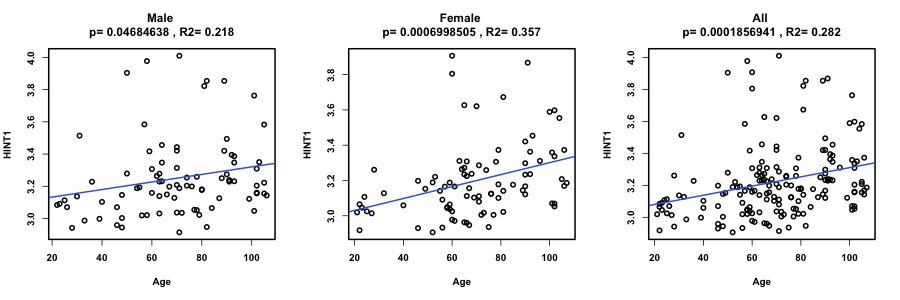 Male
p= 0.04684638 , R2= 0.218
HINT1
4.0
3.8
3.6
3.4
3.2
3.0
20 40 60 80 100
Age
Female
p= 0.0006998505 , R2= 0.357
HINT1
3.8
3.6
3.4
3.2
3.0
20 40 60 80 100
Age
All
p= 0.0001856941 , R2= 0.282
HINT1
4.0
3.8
3.6
3.4
3.2
3.0
20 40 60 80 100
Age